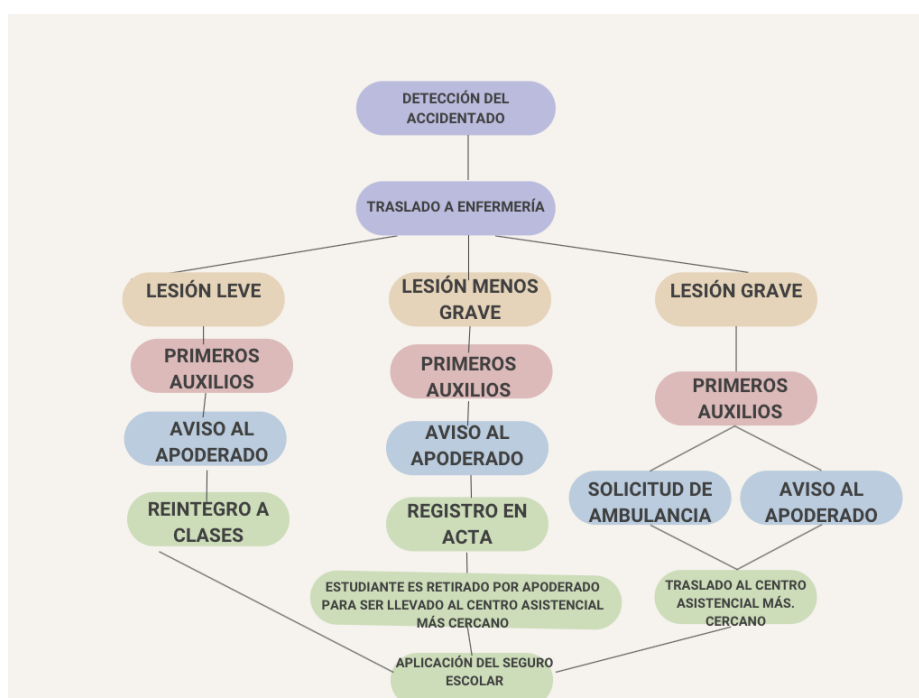 DETECCIÓN DEL
ACCIDENTADO
TRASLADO A ENFERMERÍA
LESIÓN LEVE
PRIMEROS
AUXILIOS
AVISO AL
APODERADO
REINTEGRO A
CLASES
LESIÓN MENOS
GRAVE
PRIMEROS
AUXILIOS
AVISO AL
APODERADO
REGISTRO EN
ACTA
ESTUDIANTE ES RETIRADO POR APODERADO
PARA SER LLEVADO AL CENTRO ASISTENCIAL
MÁS CERCANO
LESIÓN GRAVE
PRIMEROS
AUXILIOS
SOLICITUD DE
AMBULANCIA
AVISO AL
APODERADO
TRASLADO AL CENTRO
ASISTENCIAL MÁS.
CERCANO
APLICACIÓN DEL SEGURO
ESCOLAR